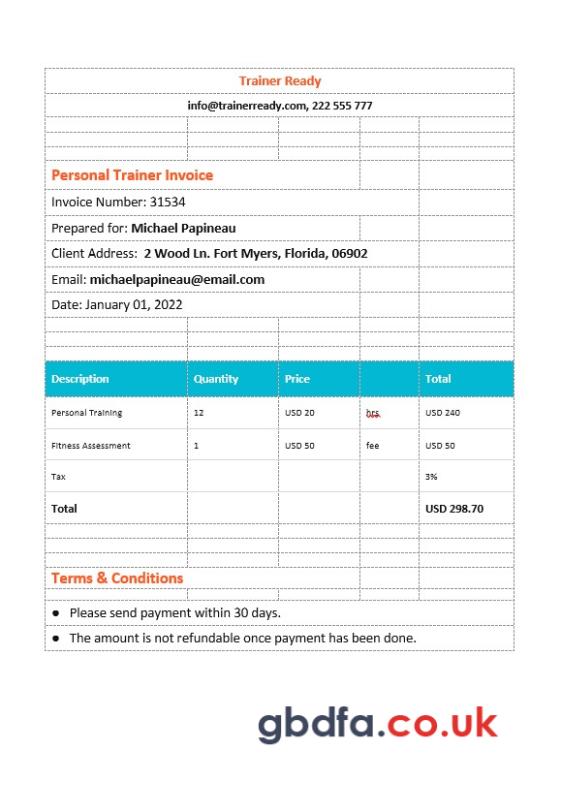 Trainer Ready
info@trainerready.com, 222 555 777
Personal Trainer Invoice
Invoice Number: 31534
Prepared for: Michael Papineau
Client Address: 2 Wood Ln. Fort Myers, Florida, 06902
Email: michaelpapineau@email.com
Date: January 01, 2022
Description Quantity Price Total
Personal Training 12 USD 20 hrs. USD 240
Fitness Assessment 1 USD 50 fee USD 50
Tax 3%
Total USD 298.70
Terms & Conditions
● Please send payment within 30 days.
● The amount is not refundable once payment has been done.
gbdfa.co.uk